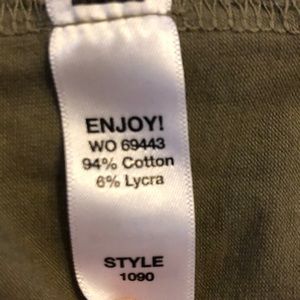 ENJOY!
WO 69443
94% Cotton
6% Lycra
STYLE
1090